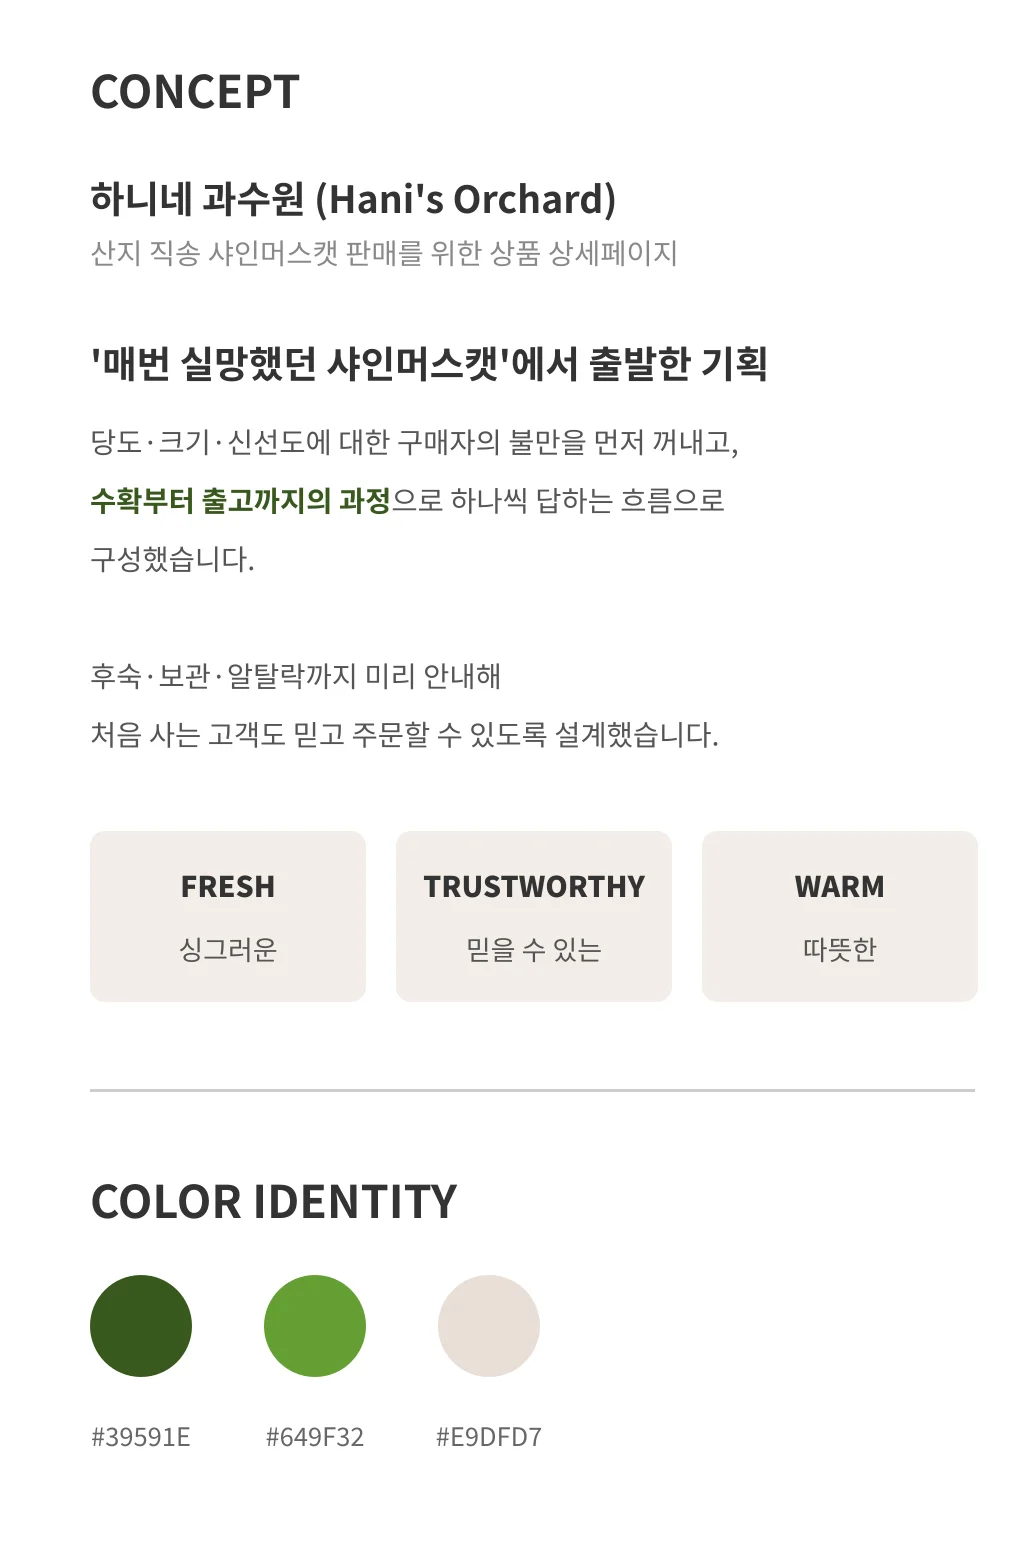 CONCEPT
하니네 과수원 (Hani's Orchard)
산지 직송 샤인머스캣 판매를 위한 상품 상세페이지
'매번 실망했던 샤인머스캣'에서 출발한 기획
당도·크기·신선도에 대한 구매자의 불만을 먼저 꺼내고,
수확부터 출고까지의 과정으로 하나씩 답하는 흐름으로
구성했습니다.
후숙·보관·알탈락까지 미리 안내해
처음 사는 고객도 믿고 주문할 수 있도록 설계했습니다.
FRESH
싱그러운
TRUSTWORTHY
믿을 수 있는
WARM
따뜻한
COLOR IDENTITY
#39591E
#649F32
#E9DFD7